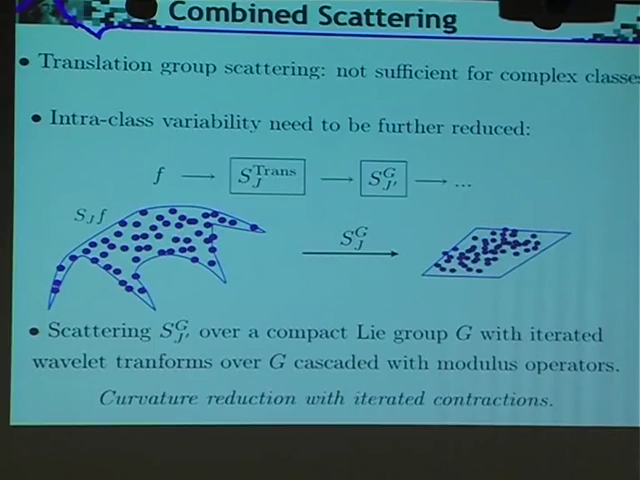 Combined Scattering
• Translation group scattering: not sufficient for complex classes
• Intra-class variability need to be further reduced:
f → S_J^Trans → S_{J'}^G → ...
S_J f
S_J^G
• Scattering S_{J'}^G over a compact Lie group G with iterated
wavelet tranforms over G cascaded with modulus operators.
Curvature reduction with iterated contractions.